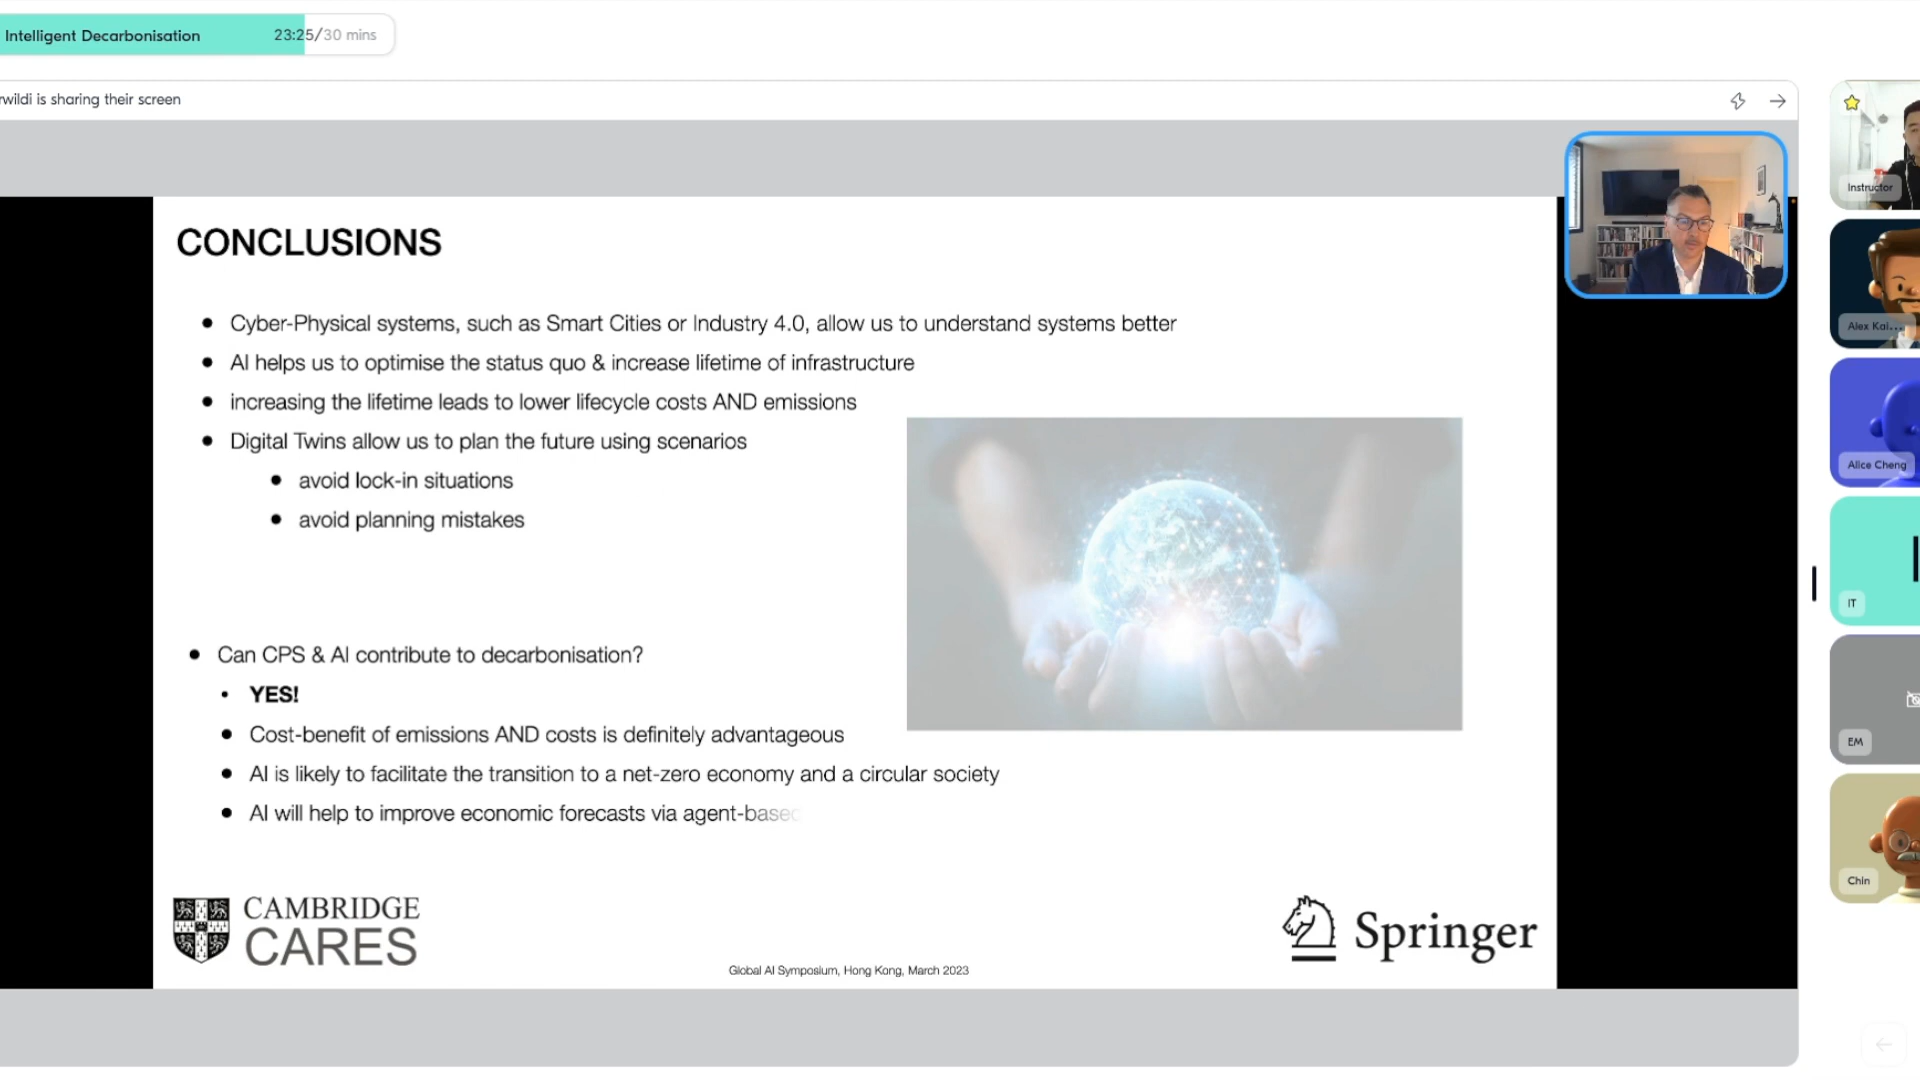 Intelligent Decarbonisation 23:25/30 mins
rwildi is sharing their screen
CONCLUSIONS
• Cyber-Physical systems, such as Smart Cities or Industry 4.0, allow us to understand systems better
• AI helps us to optimise the status quo & increase lifetime of infrastructure
• increasing the lifetime leads to lower lifecycle costs AND emissions
• Digital Twins allow us to plan the future using scenarios
• avoid lock-in situations
• avoid planning mistakes
• Can CPS & AI contribute to decarbonisation?
• YES!
• Cost-benefit of emissions AND costs is definitely advantageous
• AI is likely to facilitate the transition to a net-zero economy and a circular society
• AI will help to improve economic forecasts via agent-based
CAMBRIDGE
CARES
Global AI Symposium, Hong Kong, March 2023
Springer
Instructor
Alex Kai...
Alice Cheng
IT
EM
Chin